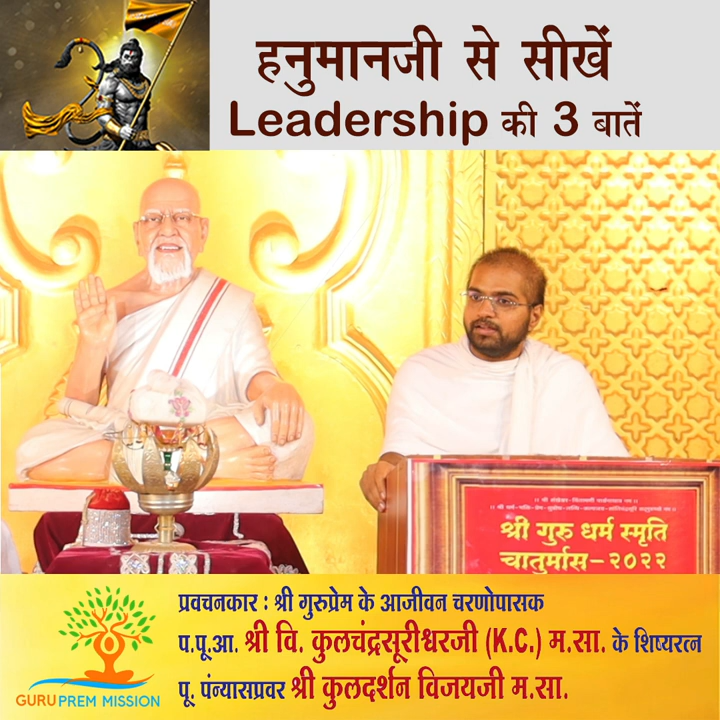 हनुमानजी से सीखें
Leadership की 3 बातें
श्री गुरु धर्म स्मृति
चातुर्मास-२०२२
प्रवचनकार : श्री गुरुप्रेम के आजीवन चरणोपासक
प.पू.आ. श्री वि. कुलचंद्रसूरीश्वरजी (K.C.) म.सा. के शिष्यरत्न
पू. पंन्यासप्रवर श्री कुलदर्शन विजयजी म.सा.
GURU PREM MISSION